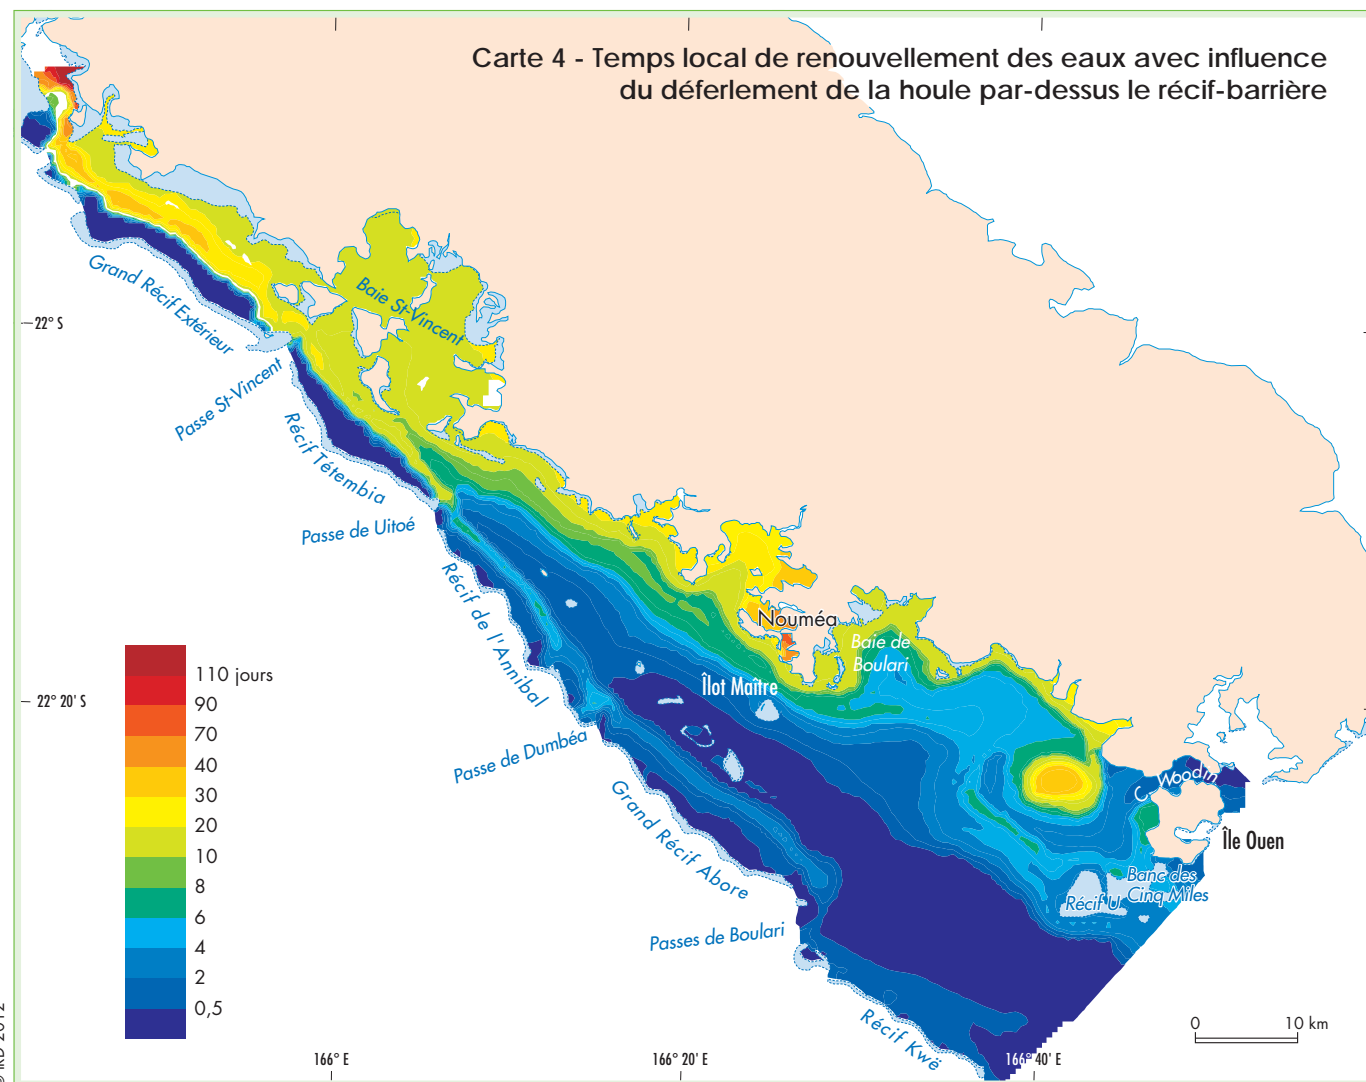 Carte 4 - Temps local de renouvellement des eaux avec influence
du déferlement de la houle par-dessus le récif-barrière
Grand Récif Extérieur
Baie St-Vincent
22° S
Passe St-Vincent
Récif Tétembia
Passe de Uitoé
Récif de l'Annibal
Nouméa
Baie de
Boulari
Îlot Maître
22° 20' S
Passe de Dumbéa
Grand Récif Abore
C. Woodin
Île Ouen
Banc des
Cinq Miles
Récif U
Passes de Boulari
Récif Kwë
110 jours
90
70
40
30
20
10
8
6
4
2
0,5
0 10 km
166° E
166° 20' E
166° 40' E
© IRD 2012